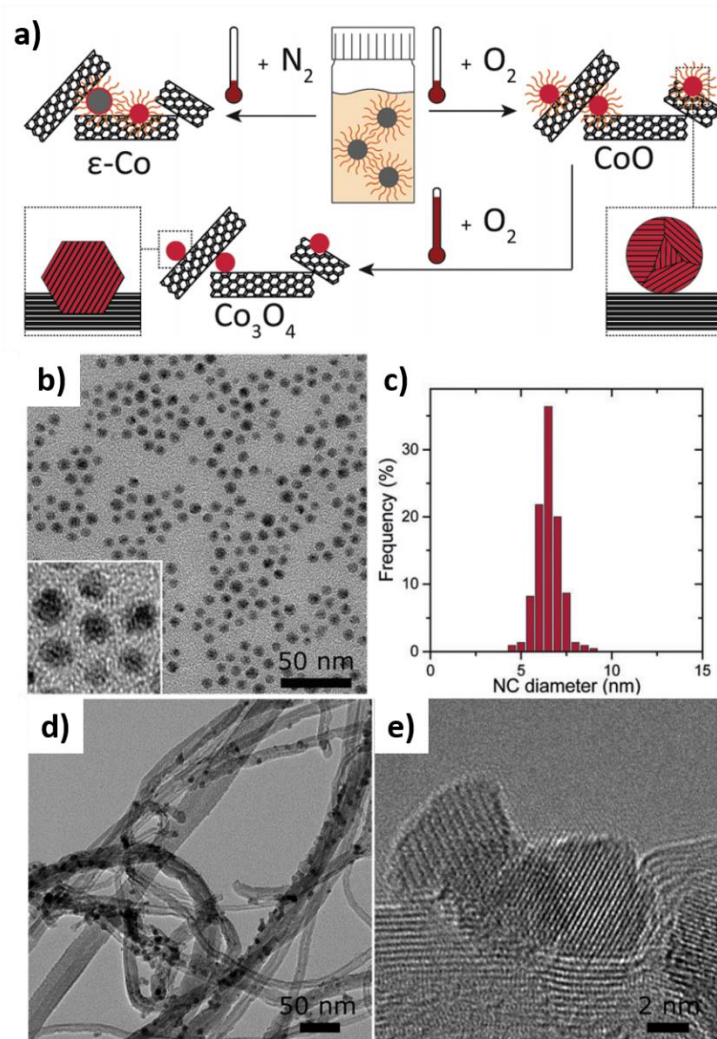 a)
+ N₂
+ O₂
ε-Co
CoO
+ O₂
Co₃O₄
b)
50 nm
c)
Frequency (%)
30
20
10
0
0 5 10 15
NC diameter (nm)
d)
50 nm
e)
2 nm